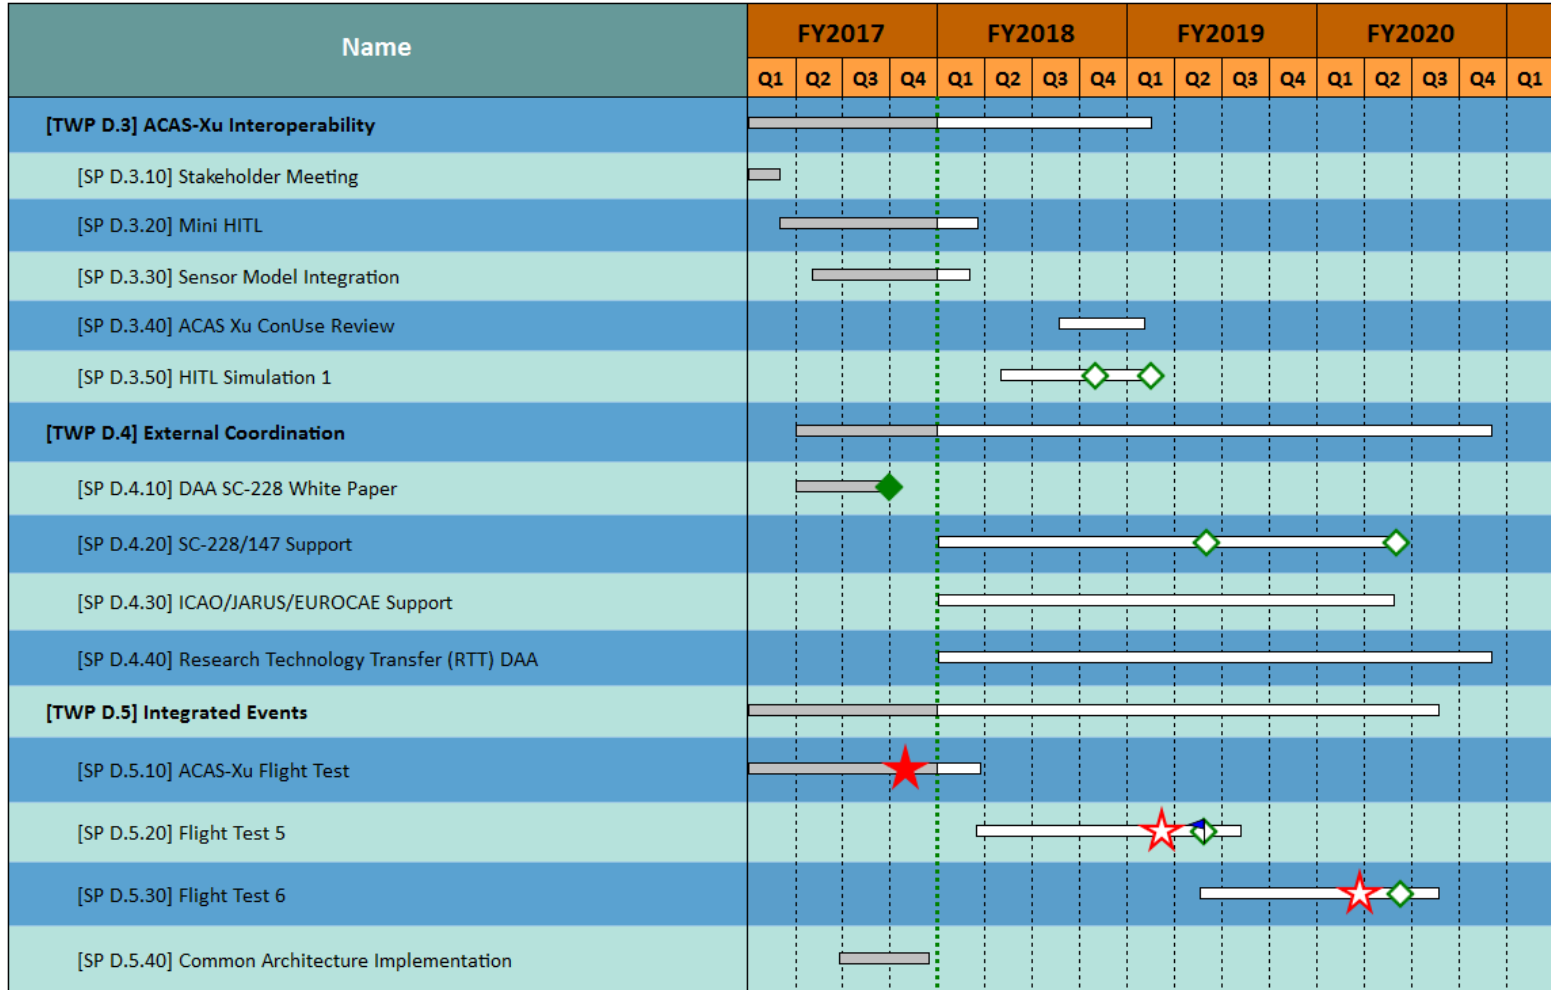 Name FY2017 FY2018 FY2019 FY2020
Q1 Q2 Q3 Q4 Q1 Q2 Q3 Q4 Q1 Q2 Q3 Q4 Q1 Q2 Q3 Q4 Q1
[TWP D.3] ACAS-Xu Interoperability
[SP D.3.10] Stakeholder Meeting
[SP D.3.20] Mini HITL
[SP D.3.30] Sensor Model Integration
[SP D.3.40] ACAS Xu ConUse Review
[SP D.3.50] HITL Simulation 1
[TWP D.4] External Coordination
[SP D.4.10] DAA SC-228 White Paper
[SP D.4.20] SC-228/147 Support
[SP D.4.30] ICAO/JARUS/EUROCAE Support
[SP D.4.40] Research Technology Transfer (RTT) DAA
[TWP D.5] Integrated Events
[SP D.5.10] ACAS-Xu Flight Test
[SP D.5.20] Flight Test 5
[SP D.5.30] Flight Test 6
[SP D.5.40] Common Architecture Implementation